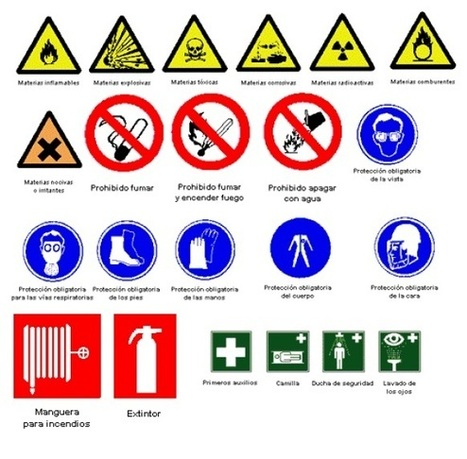 Materias inflamables
Materias explosivas
Materias tóxicas
Materias corrosivas
Materias radioactivas
Materias comburentes
Materias nocivas
o irritantes
Prohibido fumar
Prohibido fumar
y encender fuego
Prohibido apagar
con agua
Protección obligatoria
de la vista
Protección obligatoria
para las vías respiratorias
Protección obligatoria
de los pies
Protección obligatoria
de las manos
Protección obligatoria
del cuerpo
Protección obligatoria
de la cara
Manguera
para incendios
Extintor
Primeros auxilios
Camilla
Ducha de seguridad
Lavado de
los ojos